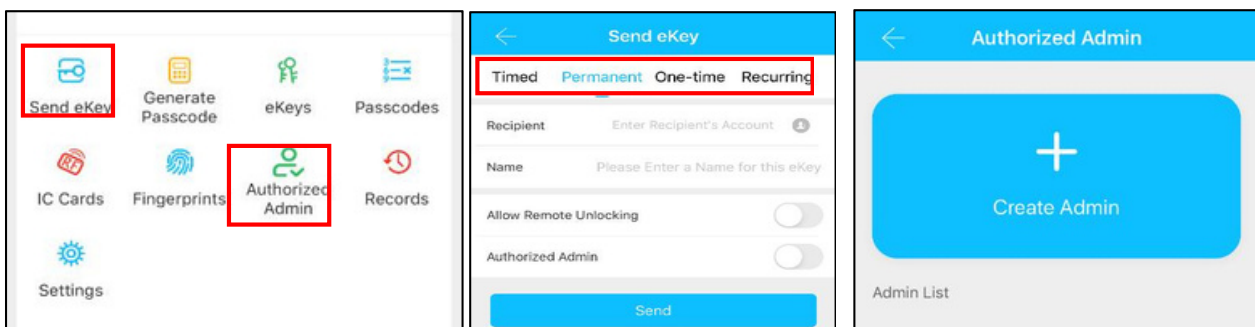 Send eKey
Generate
Passcode
eKeys
Passcodes
RF
IC Cards
Fingerprints
Authorized
Admin
Records
Settings
Send eKey
Timed Permanent One-time Recurring
Recipient Enter Recipient's Account
Name Please Enter a Name for this eKey
Allow Remote Unlocking
Authorized Admin
Send
Authorized Admin
Create Admin
Admin List